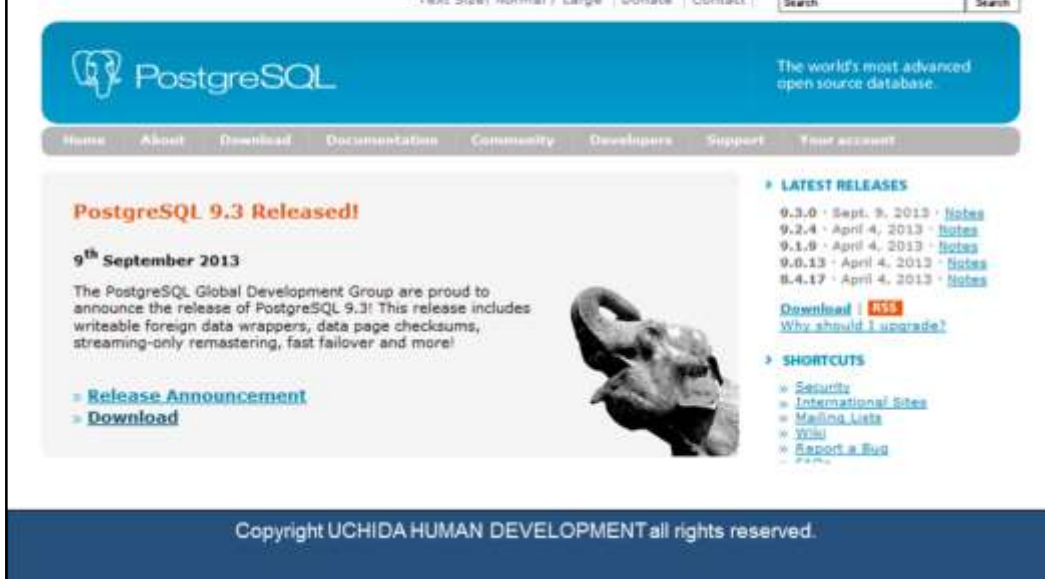 Text Size: Normal / Large | Donate | Contact |
Search
Search
PostgreSQL
The world's most advanced
open source database.
Home About Download Documentation Community Developers Support Your account
PostgreSQL 9.3 Released!
9th September 2013
The PostgreSQL Global Development Group are proud to
announce the release of PostgreSQL 9.3! This release includes
writeable foreign data wrappers, data page checksums,
streaming-only remastering, fast failover and more!
» Release Announcement
» Download
LATEST RELEASES
9.3.0 · Sept. 9, 2013 · Notes
9.2.4 · April 4, 2013 · Notes
9.1.9 · April 4, 2013 · Notes
9.0.13 · April 4, 2013 · Notes
8.4.17 · April 4, 2013 · Notes
Download | RSS
Why should I upgrade?
SHORTCUTS
» Security
» International Sites
» Mailing Lists
» Wiki
» Report a Bug
Copyright UCHIDA HUMAN DEVELOPMENT all rights reserved.